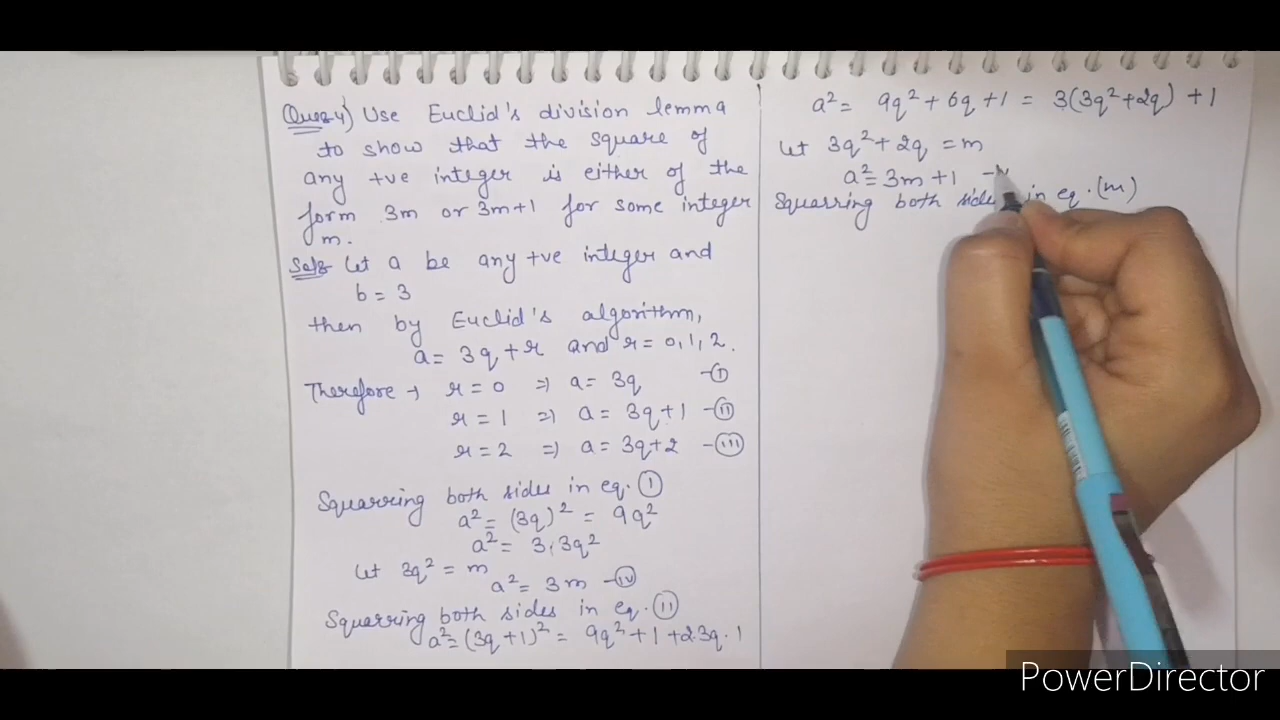 Ques 4) Use Euclid's division lemma
to show that the square of
any +ve integer is either of the
form 3m or 3m+1 for some integer
m.
Sol:- Let a be any +ve integer and
b = 3
then by Euclid's algorithm,
a = 3q + r and r = 0, 1, 2.
Therefore → r = 0 ⇒ a = 3q -(I)
r = 1 ⇒ a = 3q+1 -(II)
r = 2 ⇒ a = 3q+2 -(III)
Squarring both sides in eq. (I)
a² = (3q)² = 9q²
a² = 3.3q²
Let 3q² = m
a² = 3m -(IV)
Squarring both sides in eq. (II)
a² = (3q+1)² = 9q² + 1 + 2.3q.1
a² = 9q² + 6q + 1 = 3(3q² + 2q) + 1
Let 3q² + 2q = m
a² = 3m + 1 -
Squarring both sides in eq. (m)
PowerDirector